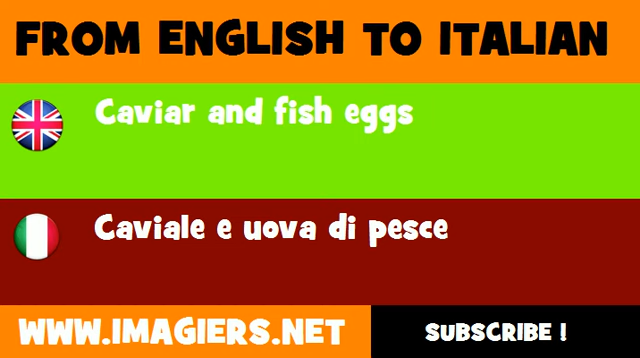 FROM ENGLISH TO ITALIAN
Caviar and fish eggs
Caviale e uova di pesce
WWW.IMAGIERS.NET
SUBSCRIBE !